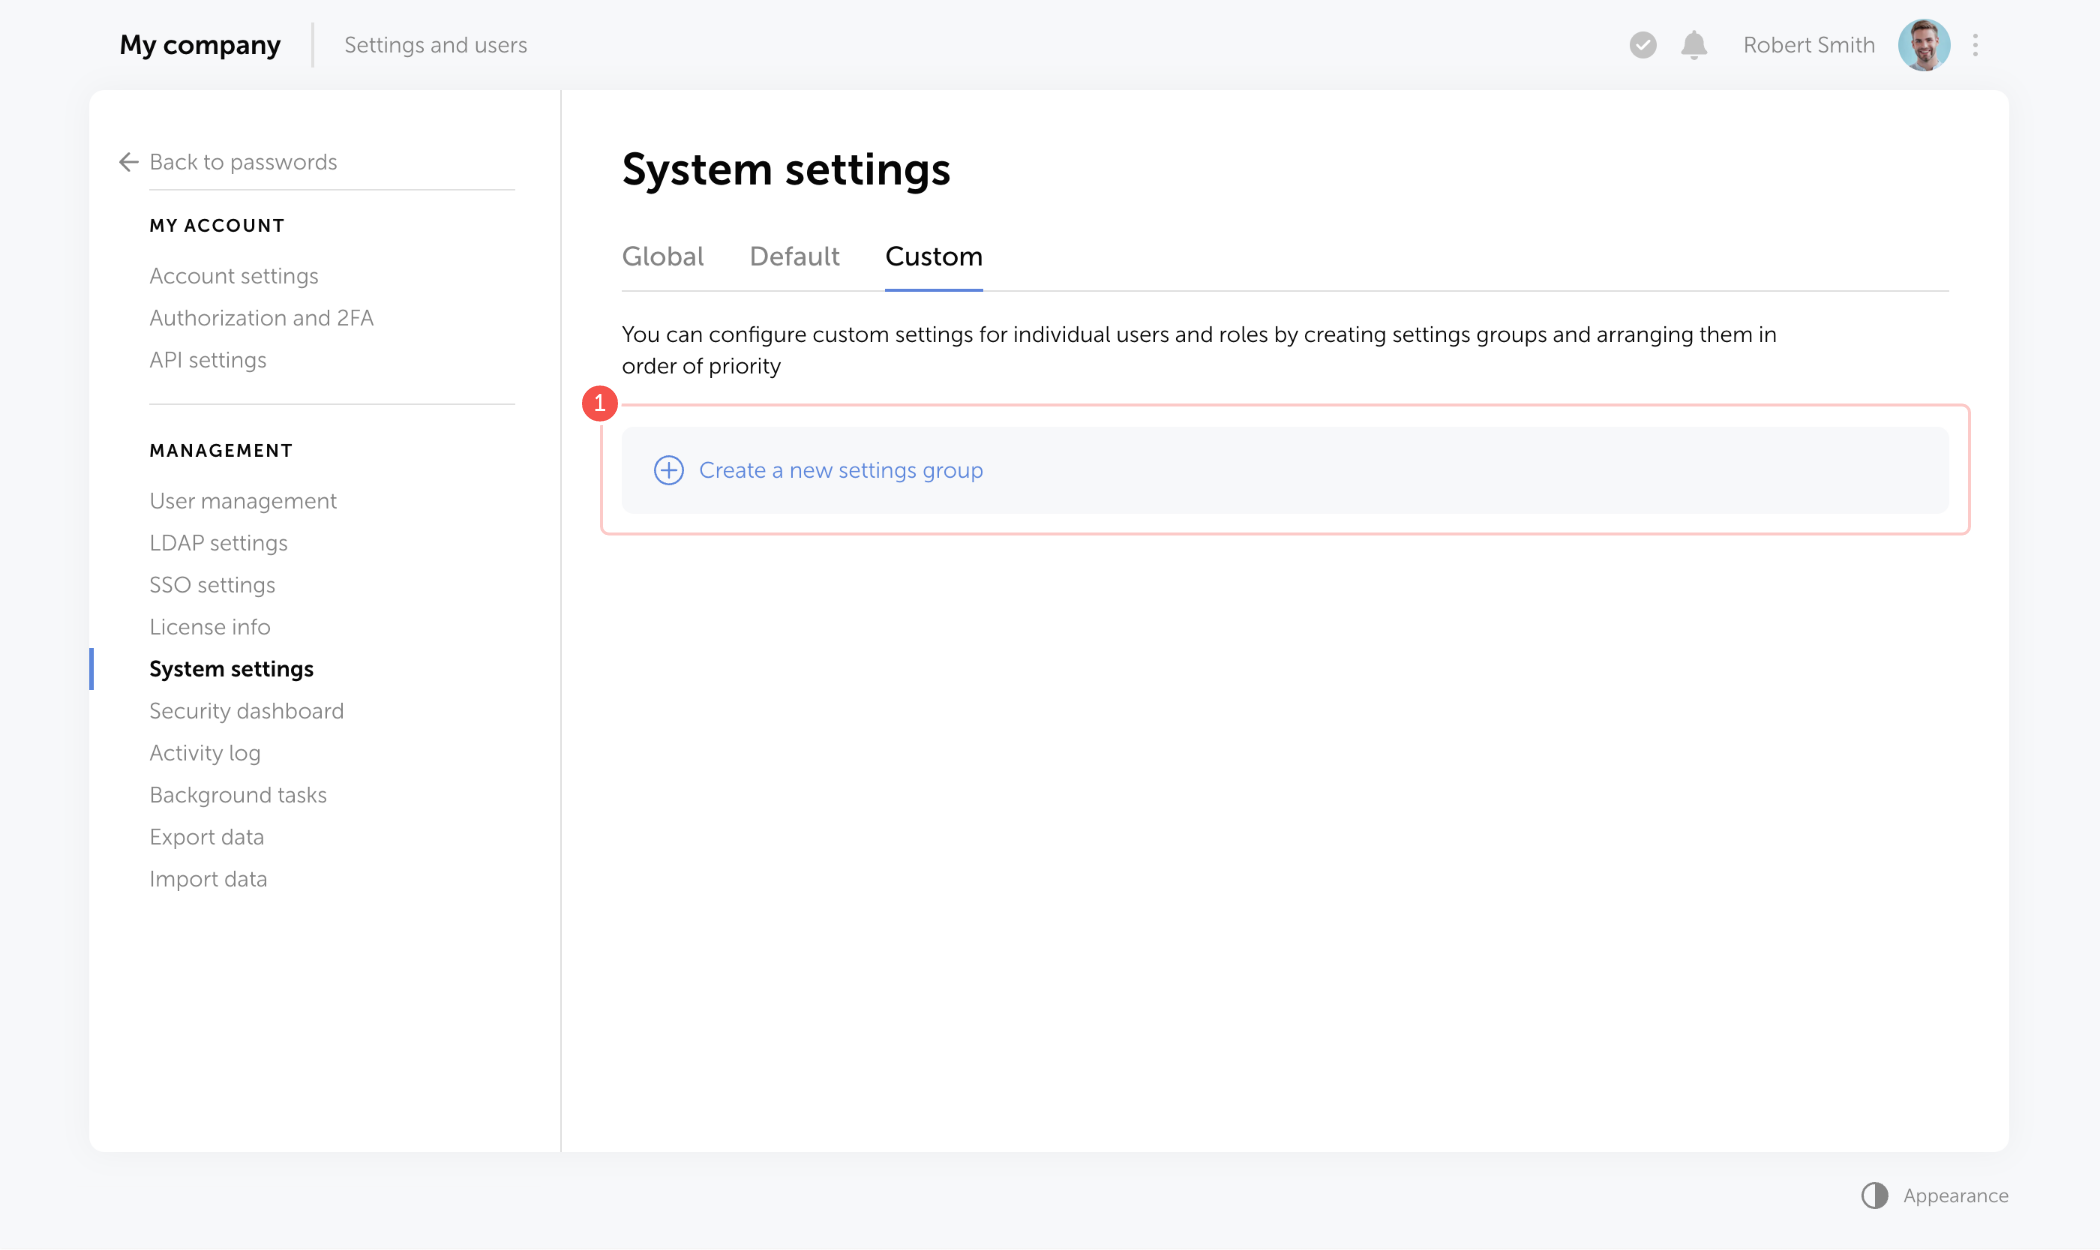 My company
Settings and users
Robert Smith
Back to passwords
MY ACCOUNT
Account settings
Authorization and 2FA
API settings
MANAGEMENT
User management
LDAP settings
SSO settings
License info
System settings
Security dashboard
Activity log
Background tasks
Export data
Import data
System settings
Global Default Custom
You can configure custom settings for individual users and roles by creating settings groups and arranging them in
order of priority
1
Create a new settings group
Appearance